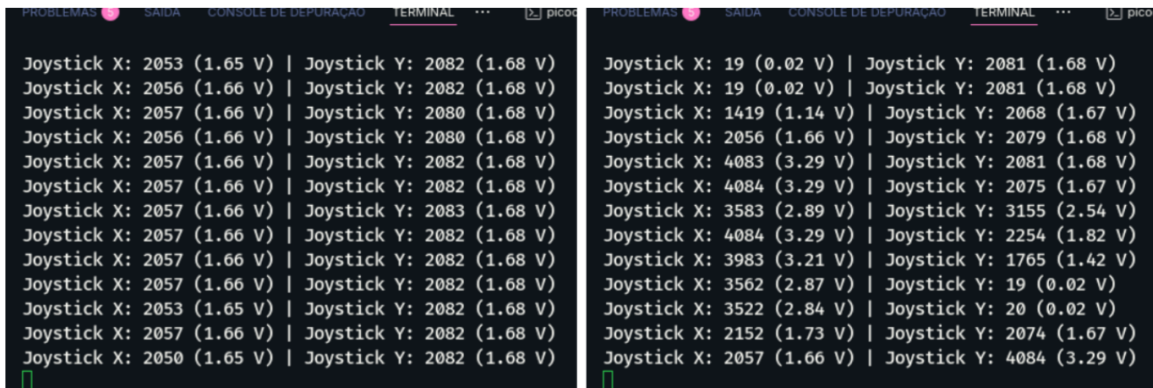 PROBLEMAS 5 SAÍDA CONSOLE DE DEPURAÇÃO TERMINAL ··· picoc
Joystick X: 2053 (1.65 V) | Joystick Y: 2082 (1.68 V)
Joystick X: 2056 (1.66 V) | Joystick Y: 2082 (1.68 V)
Joystick X: 2057 (1.66 V) | Joystick Y: 2080 (1.68 V)
Joystick X: 2056 (1.66 V) | Joystick Y: 2080 (1.68 V)
Joystick X: 2057 (1.66 V) | Joystick Y: 2082 (1.68 V)
Joystick X: 2057 (1.66 V) | Joystick Y: 2082 (1.68 V)
Joystick X: 2057 (1.66 V) | Joystick Y: 2083 (1.68 V)
Joystick X: 2057 (1.66 V) | Joystick Y: 2082 (1.68 V)
Joystick X: 2057 (1.66 V) | Joystick Y: 2082 (1.68 V)
Joystick X: 2057 (1.66 V) | Joystick Y: 2082 (1.68 V)
Joystick X: 2053 (1.65 V) | Joystick Y: 2082 (1.68 V)
Joystick X: 2057 (1.66 V) | Joystick Y: 2082 (1.68 V)
Joystick X: 2050 (1.65 V) | Joystick Y: 2082 (1.68 V)
PROBLEMAS 5 SAÍDA CONSOLE DE DEPURAÇÃO TERMINAL ··· pico
Joystick X: 19 (0.02 V) | Joystick Y: 2081 (1.68 V)
Joystick X: 19 (0.02 V) | Joystick Y: 2081 (1.68 V)
Joystick X: 1419 (1.14 V) | Joystick Y: 2068 (1.67 V)
Joystick X: 2056 (1.66 V) | Joystick Y: 2079 (1.68 V)
Joystick X: 4083 (3.29 V) | Joystick Y: 2081 (1.68 V)
Joystick X: 4084 (3.29 V) | Joystick Y: 2075 (1.67 V)
Joystick X: 3583 (2.89 V) | Joystick Y: 3155 (2.54 V)
Joystick X: 4084 (3.29 V) | Joystick Y: 2254 (1.82 V)
Joystick X: 3983 (3.21 V) | Joystick Y: 1765 (1.42 V)
Joystick X: 3562 (2.87 V) | Joystick Y: 19 (0.02 V)
Joystick X: 3522 (2.84 V) | Joystick Y: 20 (0.02 V)
Joystick X: 2152 (1.73 V) | Joystick Y: 2074 (1.67 V)
Joystick X: 2057 (1.66 V) | Joystick Y: 4084 (3.29 V)